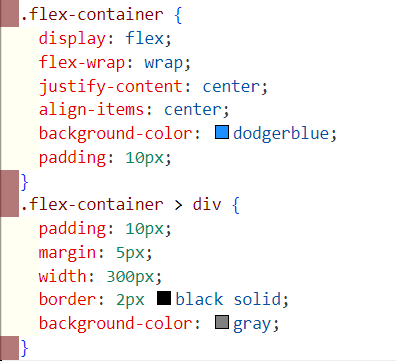 .flex-container {
  display: flex;
  flex-wrap: wrap;
  justify-content: center;
  align-items: center;
  background-color: dodgerblue;
  padding: 10px;
}
.flex-container > div {
  padding: 10px;
  margin: 5px;
  width: 300px;
  border: 2px black solid;
  background-color: gray;
}